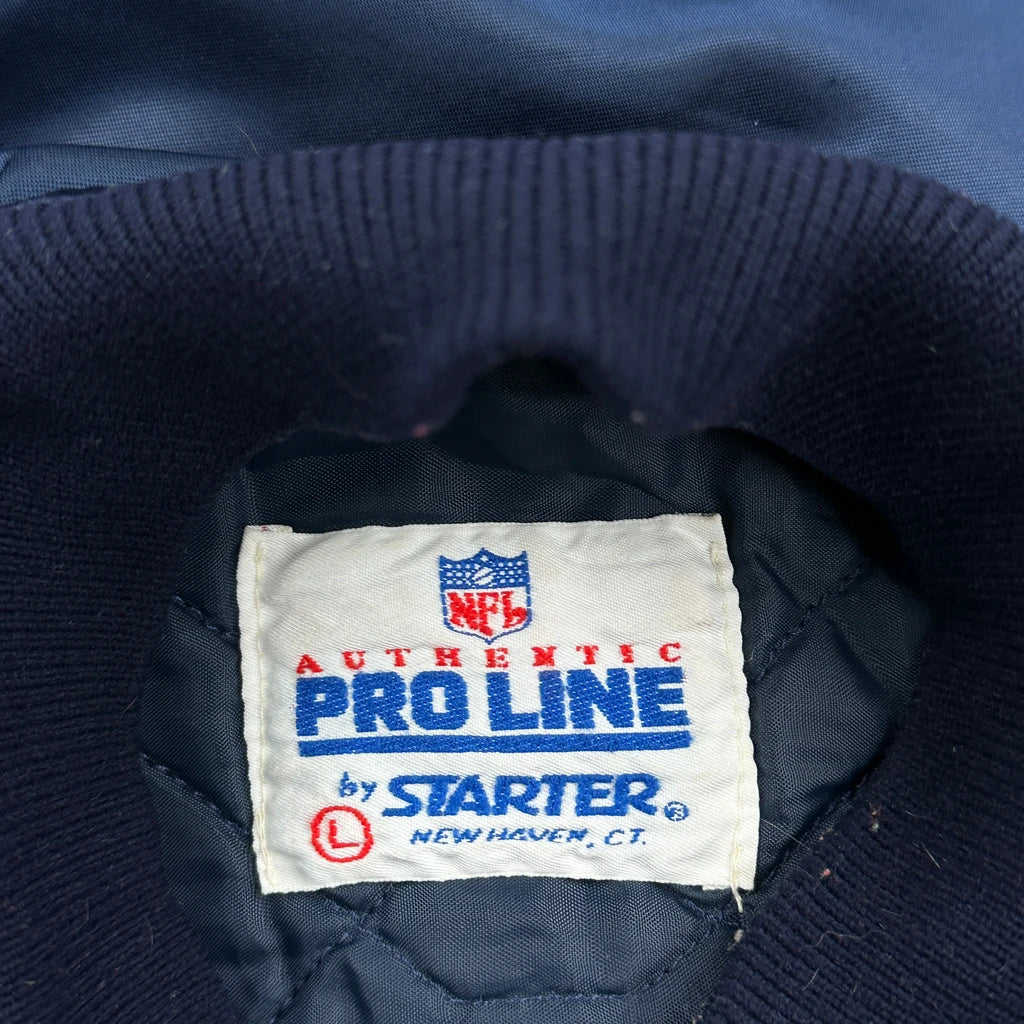 NFL
AUTHENTIC
PRO LINE
by STARTER®
L NEW HAVEN, CT.